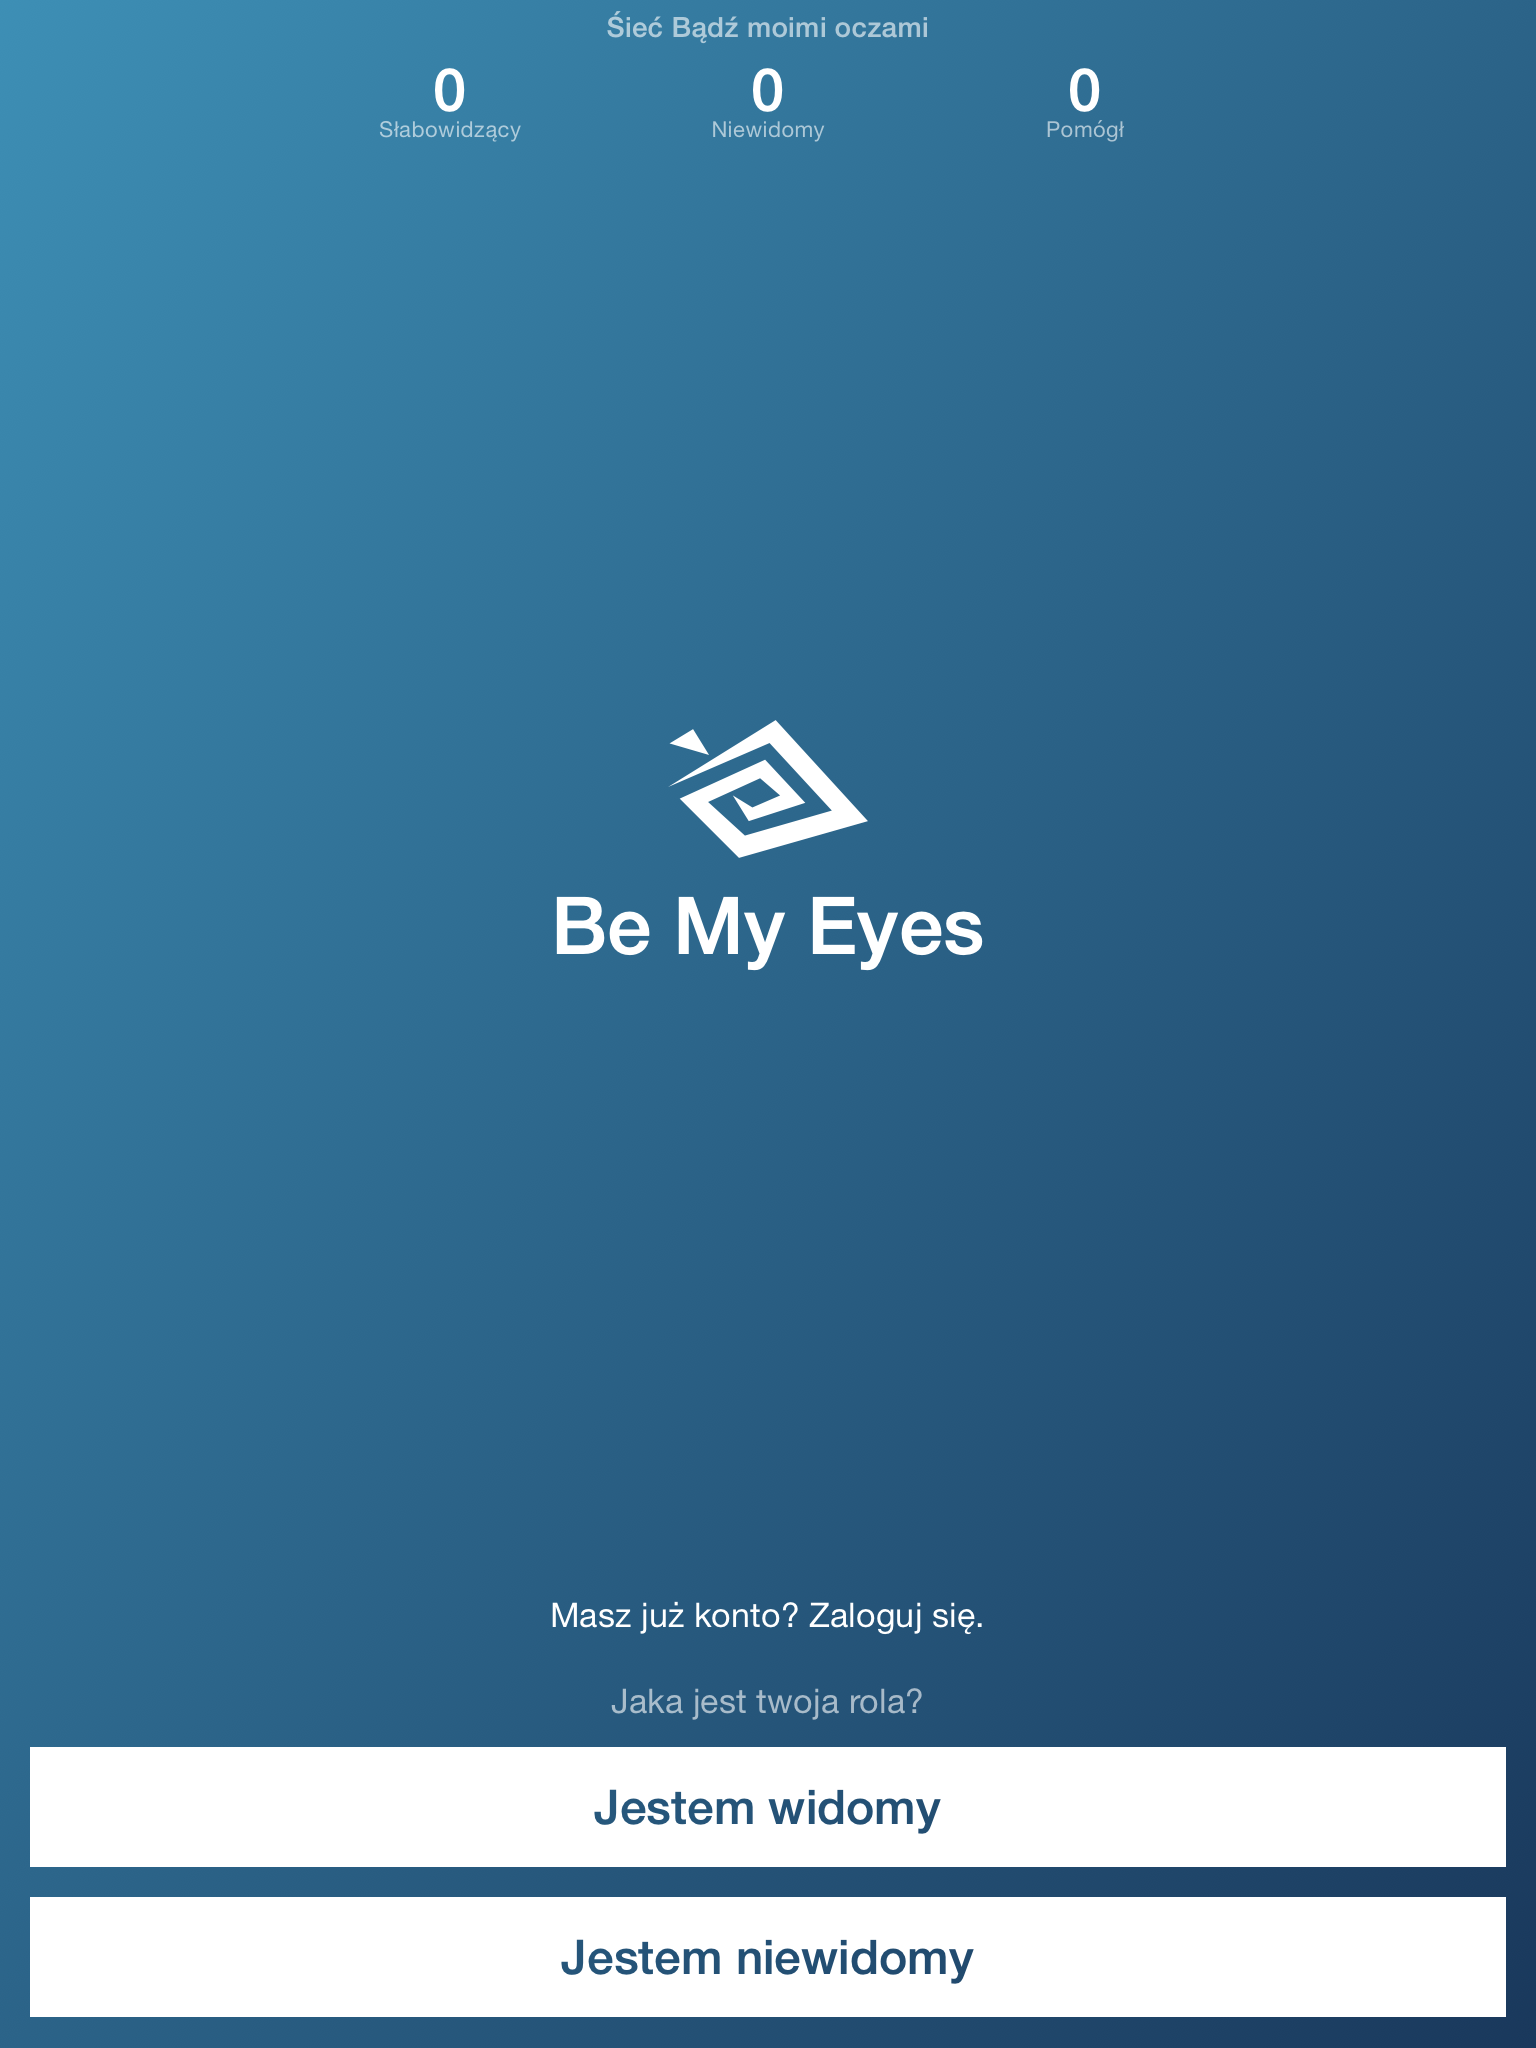 Śieć Bądź moimi oczami
0 0 0
Słabowidzący Niewidomy Pomógł
Be My Eyes
Masz już konto? Zaloguj się.
Jaka jest twoja rola?
Jestem widomy
Jestem niewidomy